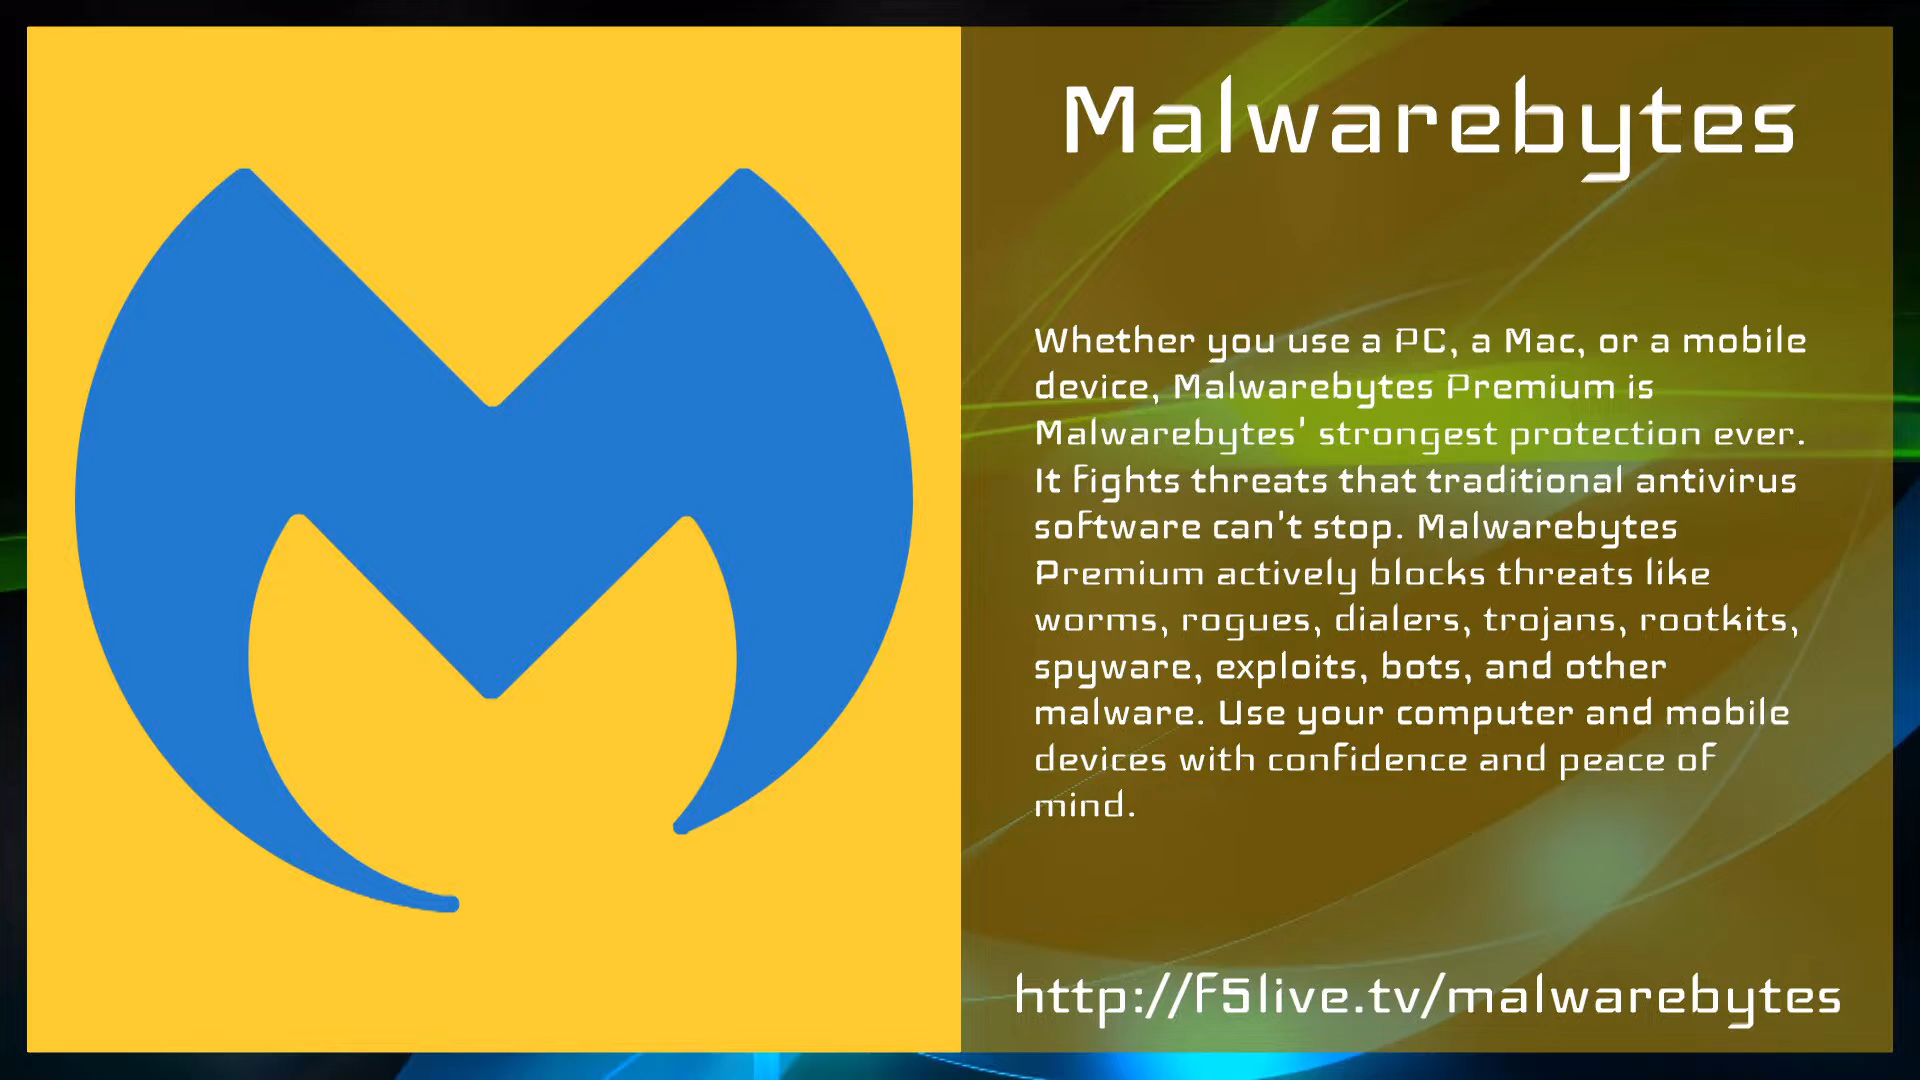 Malwarebytes
Whether you use a PC, a Mac, or a mobile
device, Malwarebytes Premium is
Malwarebytes' strongest protection ever.
It fights threats that traditional antivirus
software can't stop. Malwarebytes
Premium actively blocks threats like
worms, rogues, dialers, trojans, rootkits,
spyware, exploits, bots, and other
malware. Use your computer and mobile
devices with confidence and peace of
mind.
http://F5live.tv/malwarebytes